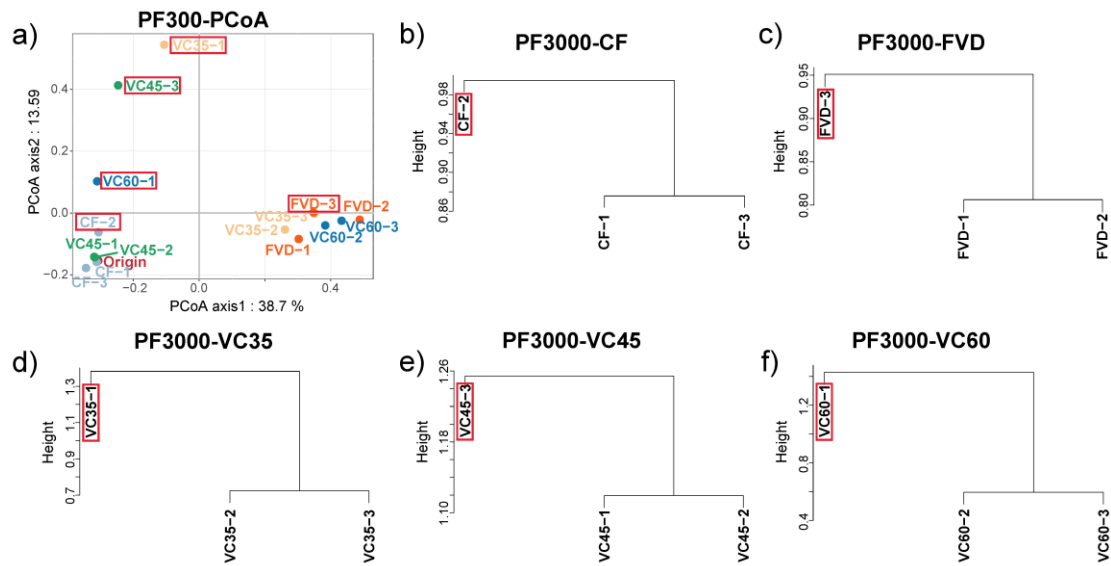 PF300-PCoA
a)
VC35-1
VC45-3
VC60-1
CF-2
VC45-1
VC45-2
Origin
CF-1
CF-3
FVD-3
FVD-2
VC35-3
VC35-2
VC60-3
VC60-2
FVD-1
0.4
0.2
0.0
−0.2
−0.2
0.0
0.2
0.4
PCoA axis2 : 13.59
PCoA axis1 : 38.7 %
b)
PF3000-CF
Height
0.86 0.90 0.94 0.98
CF-2
CF-1
CF-3
c)
PF3000-FVD
Height
0.80 0.85 0.90 0.95
FVD-3
FVD-1
FVD-2
d)
PF3000-VC35
Height
0.7 0.9 1.1 1.3
VC35-1
VC35-2
VC35-3
e)
PF3000-VC45
Height
1.10 1.18 1.26
VC45-3
VC45-1
VC45-2
f)
PF3000-VC60
Height
0.4 0.8 1.2
VC60-1
VC60-2
VC60-3